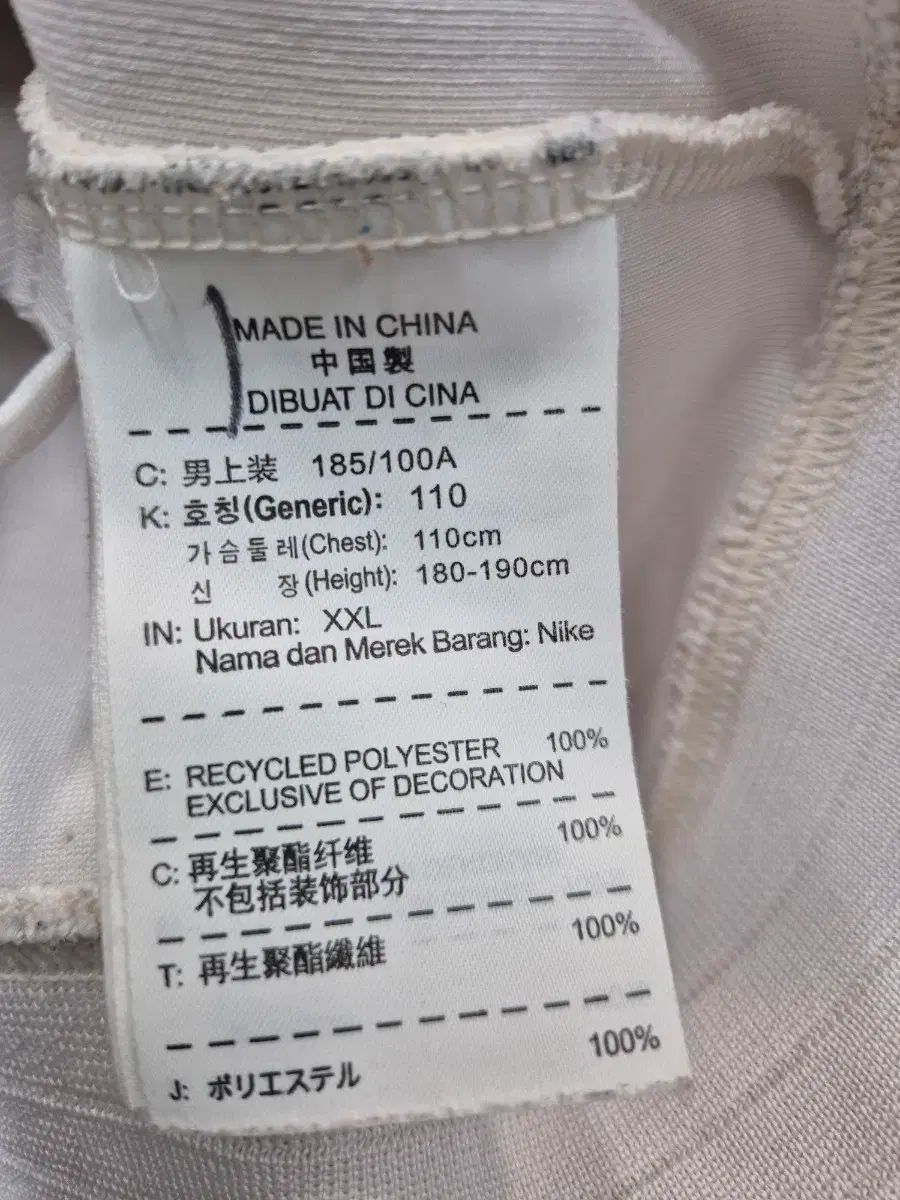 MADE IN CHINA
中国製
DIBUAT DI CINA
C: 男上装 185/100A
K: 호칭(Generic): 110
가슴둘레(Chest): 110cm
신 장(Height): 180-190cm
IN: Ukuran: XXL
Nama dan Merek Barang: Nike
E: RECYCLED POLYESTER 100%
EXCLUSIVE OF DECORATION
C: 再生聚酯纤维 100%
不包括装饰部分
T: 再生聚酯纖維 100%
J: ポリエステル 100%